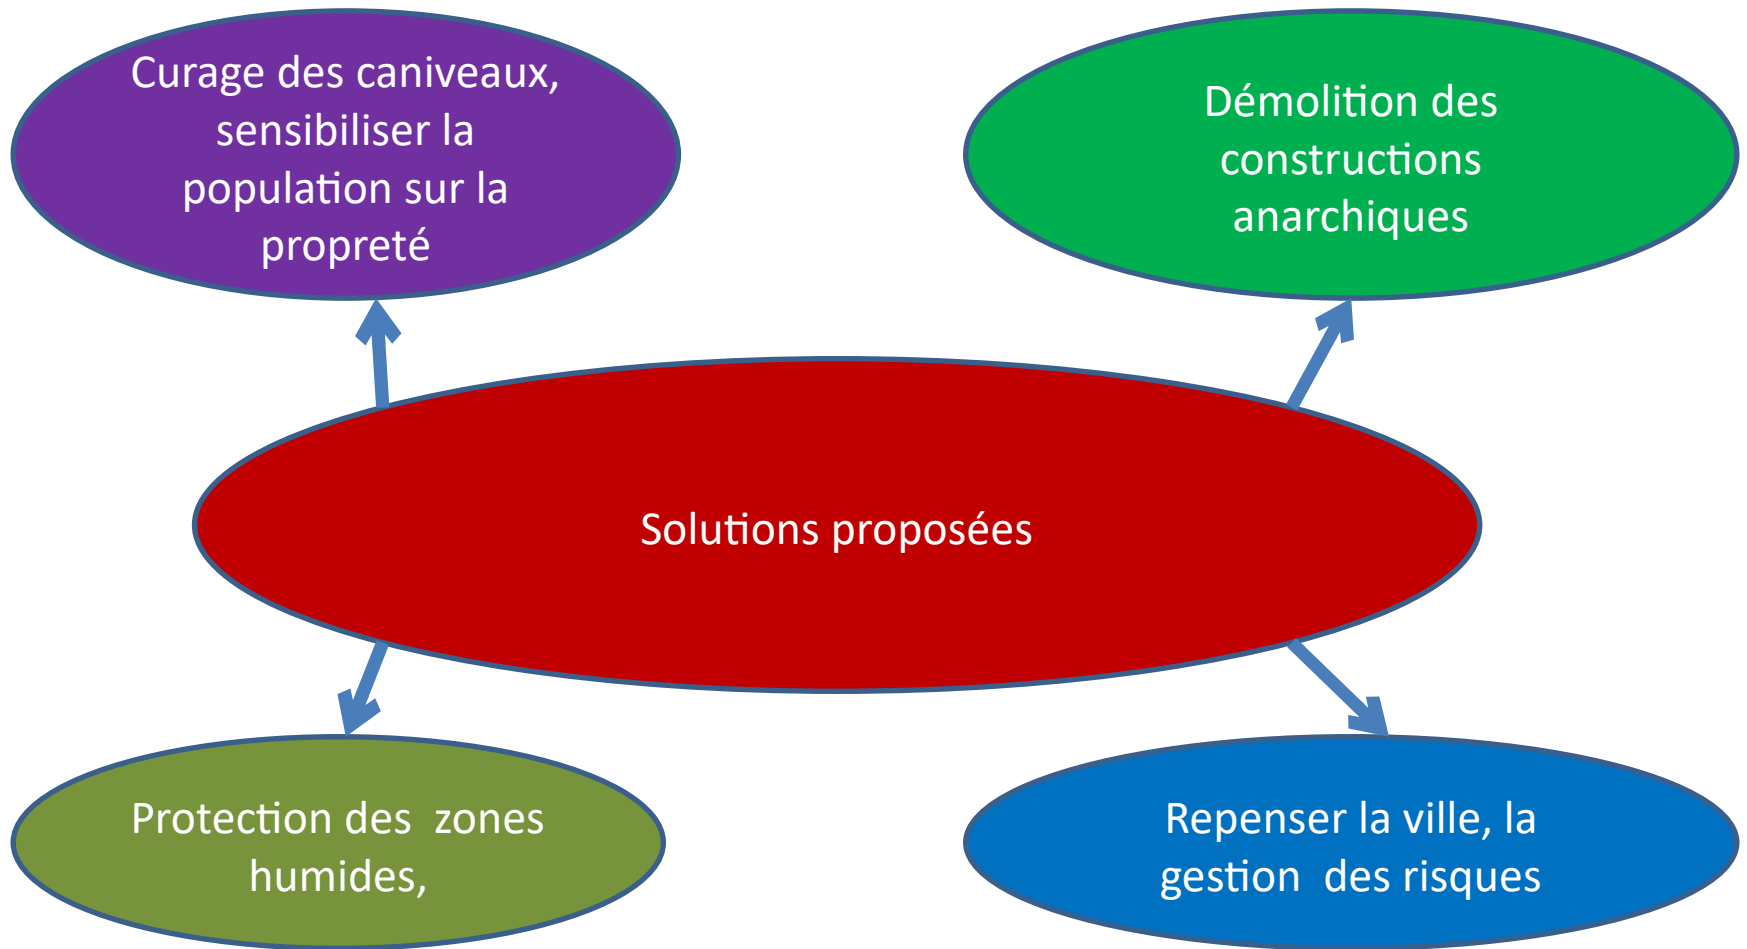 Curage des caniveaux,
sensibiliser la
population sur la
propreté
Démolition des
constructions
anarchiques
Solutions proposées
Protection des  zones
humides,
Repenser la ville, la
gestion  des risques